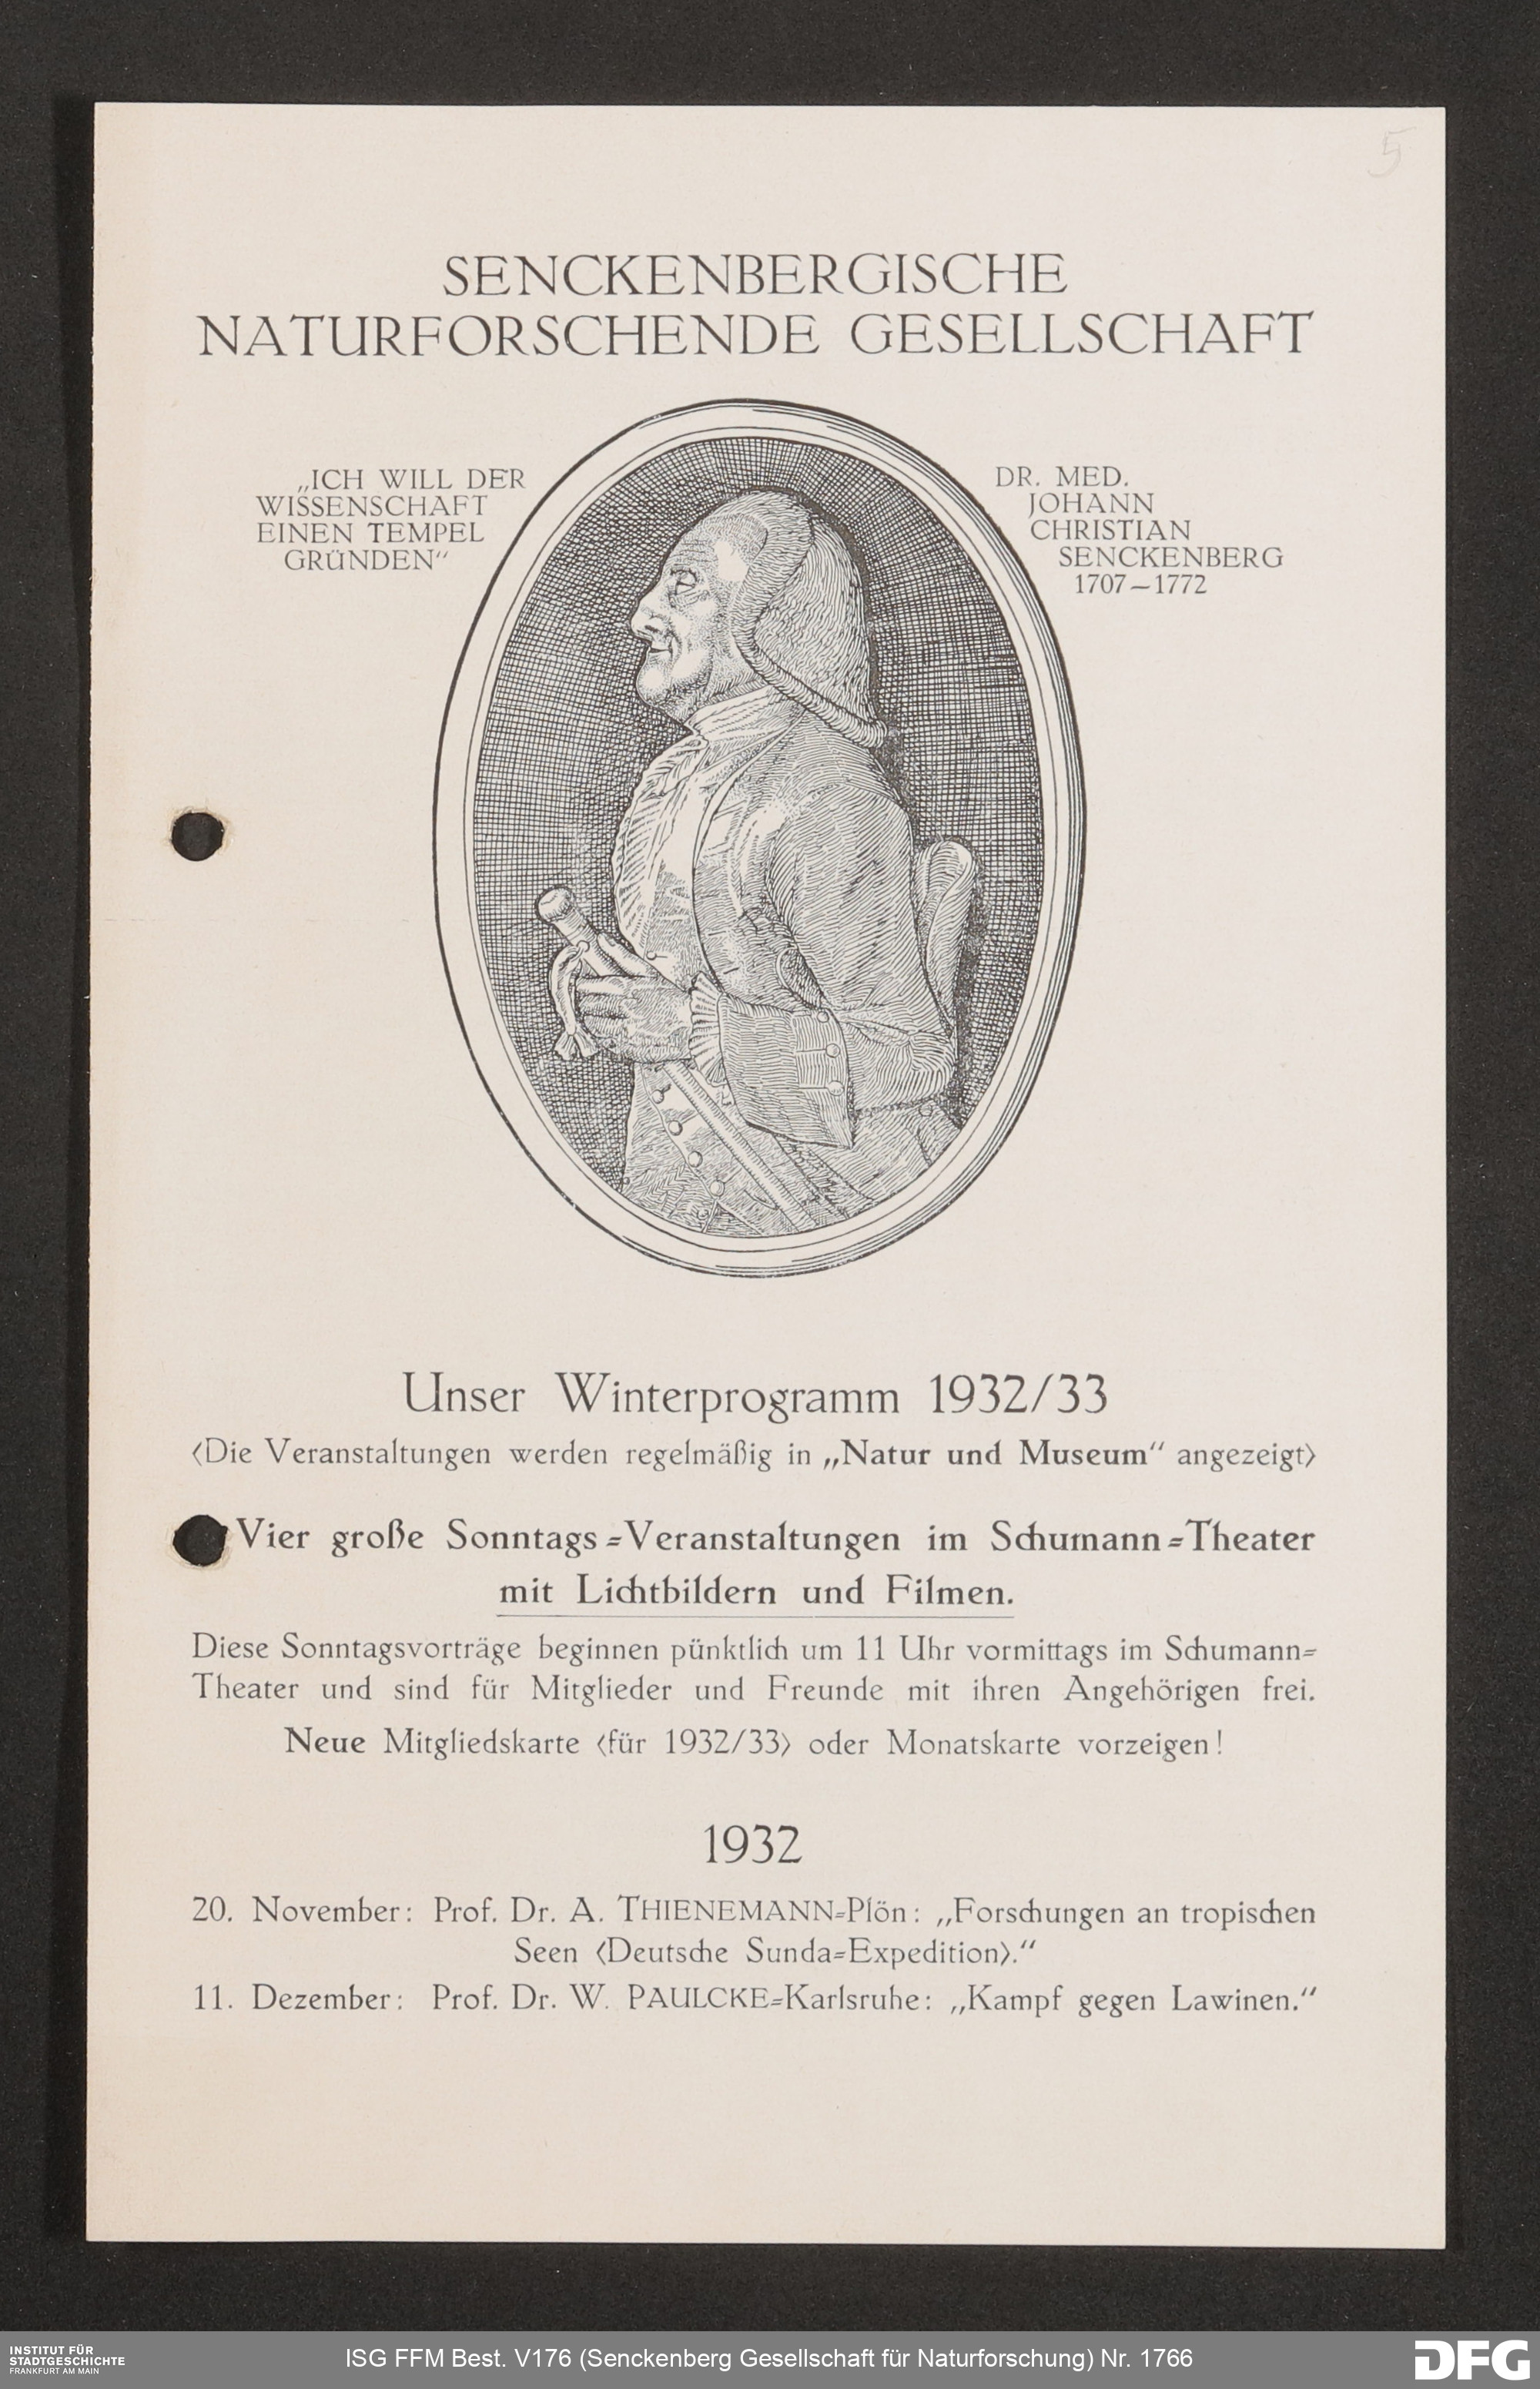 5
SENCKENBERGISCHE
NATURFORSCHENDE GESELLSCHAFT
„ICH WILL DER
WISSENSCHAFT
EINEN TEMPEL
GRÜNDEN“
DR. MED.
JOHANN
CHRISTIAN
SENCKENBERG
1707–1772
Unser Winterprogramm 1932/33
⟨Die Veranstaltungen werden regelmäßig in „Natur und Museum“ angezeigt⟩
Vier große Sonntags=Veranstaltungen im Schumann=Theater
mit Lichtbildern und Filmen.
Diese Sonntagsvorträge beginnen pünktlich um 11 Uhr vormittags im Schumann=
Theater und sind für Mitglieder und Freunde mit ihren Angehörigen frei.
Neue Mitgliedskarte ⟨für 1932/33⟩ oder Monatskarte vorzeigen!
1932
20. November: Prof. Dr. A. THIENEMANN=Plön: „Forschungen an tropischen
Seen ⟨Deutsche Sunda=Expedition⟩.“
11. Dezember: Prof. Dr. W. PAULCKE=Karlsruhe: „Kampf gegen Lawinen.“
INSTITUT FÜR
STADTGESCHICHTE
FRANKFURT AM MAIN
ISG FFM Best. V176 (Senckenberg Gesellschaft für Naturforschung) Nr. 1766
DFG